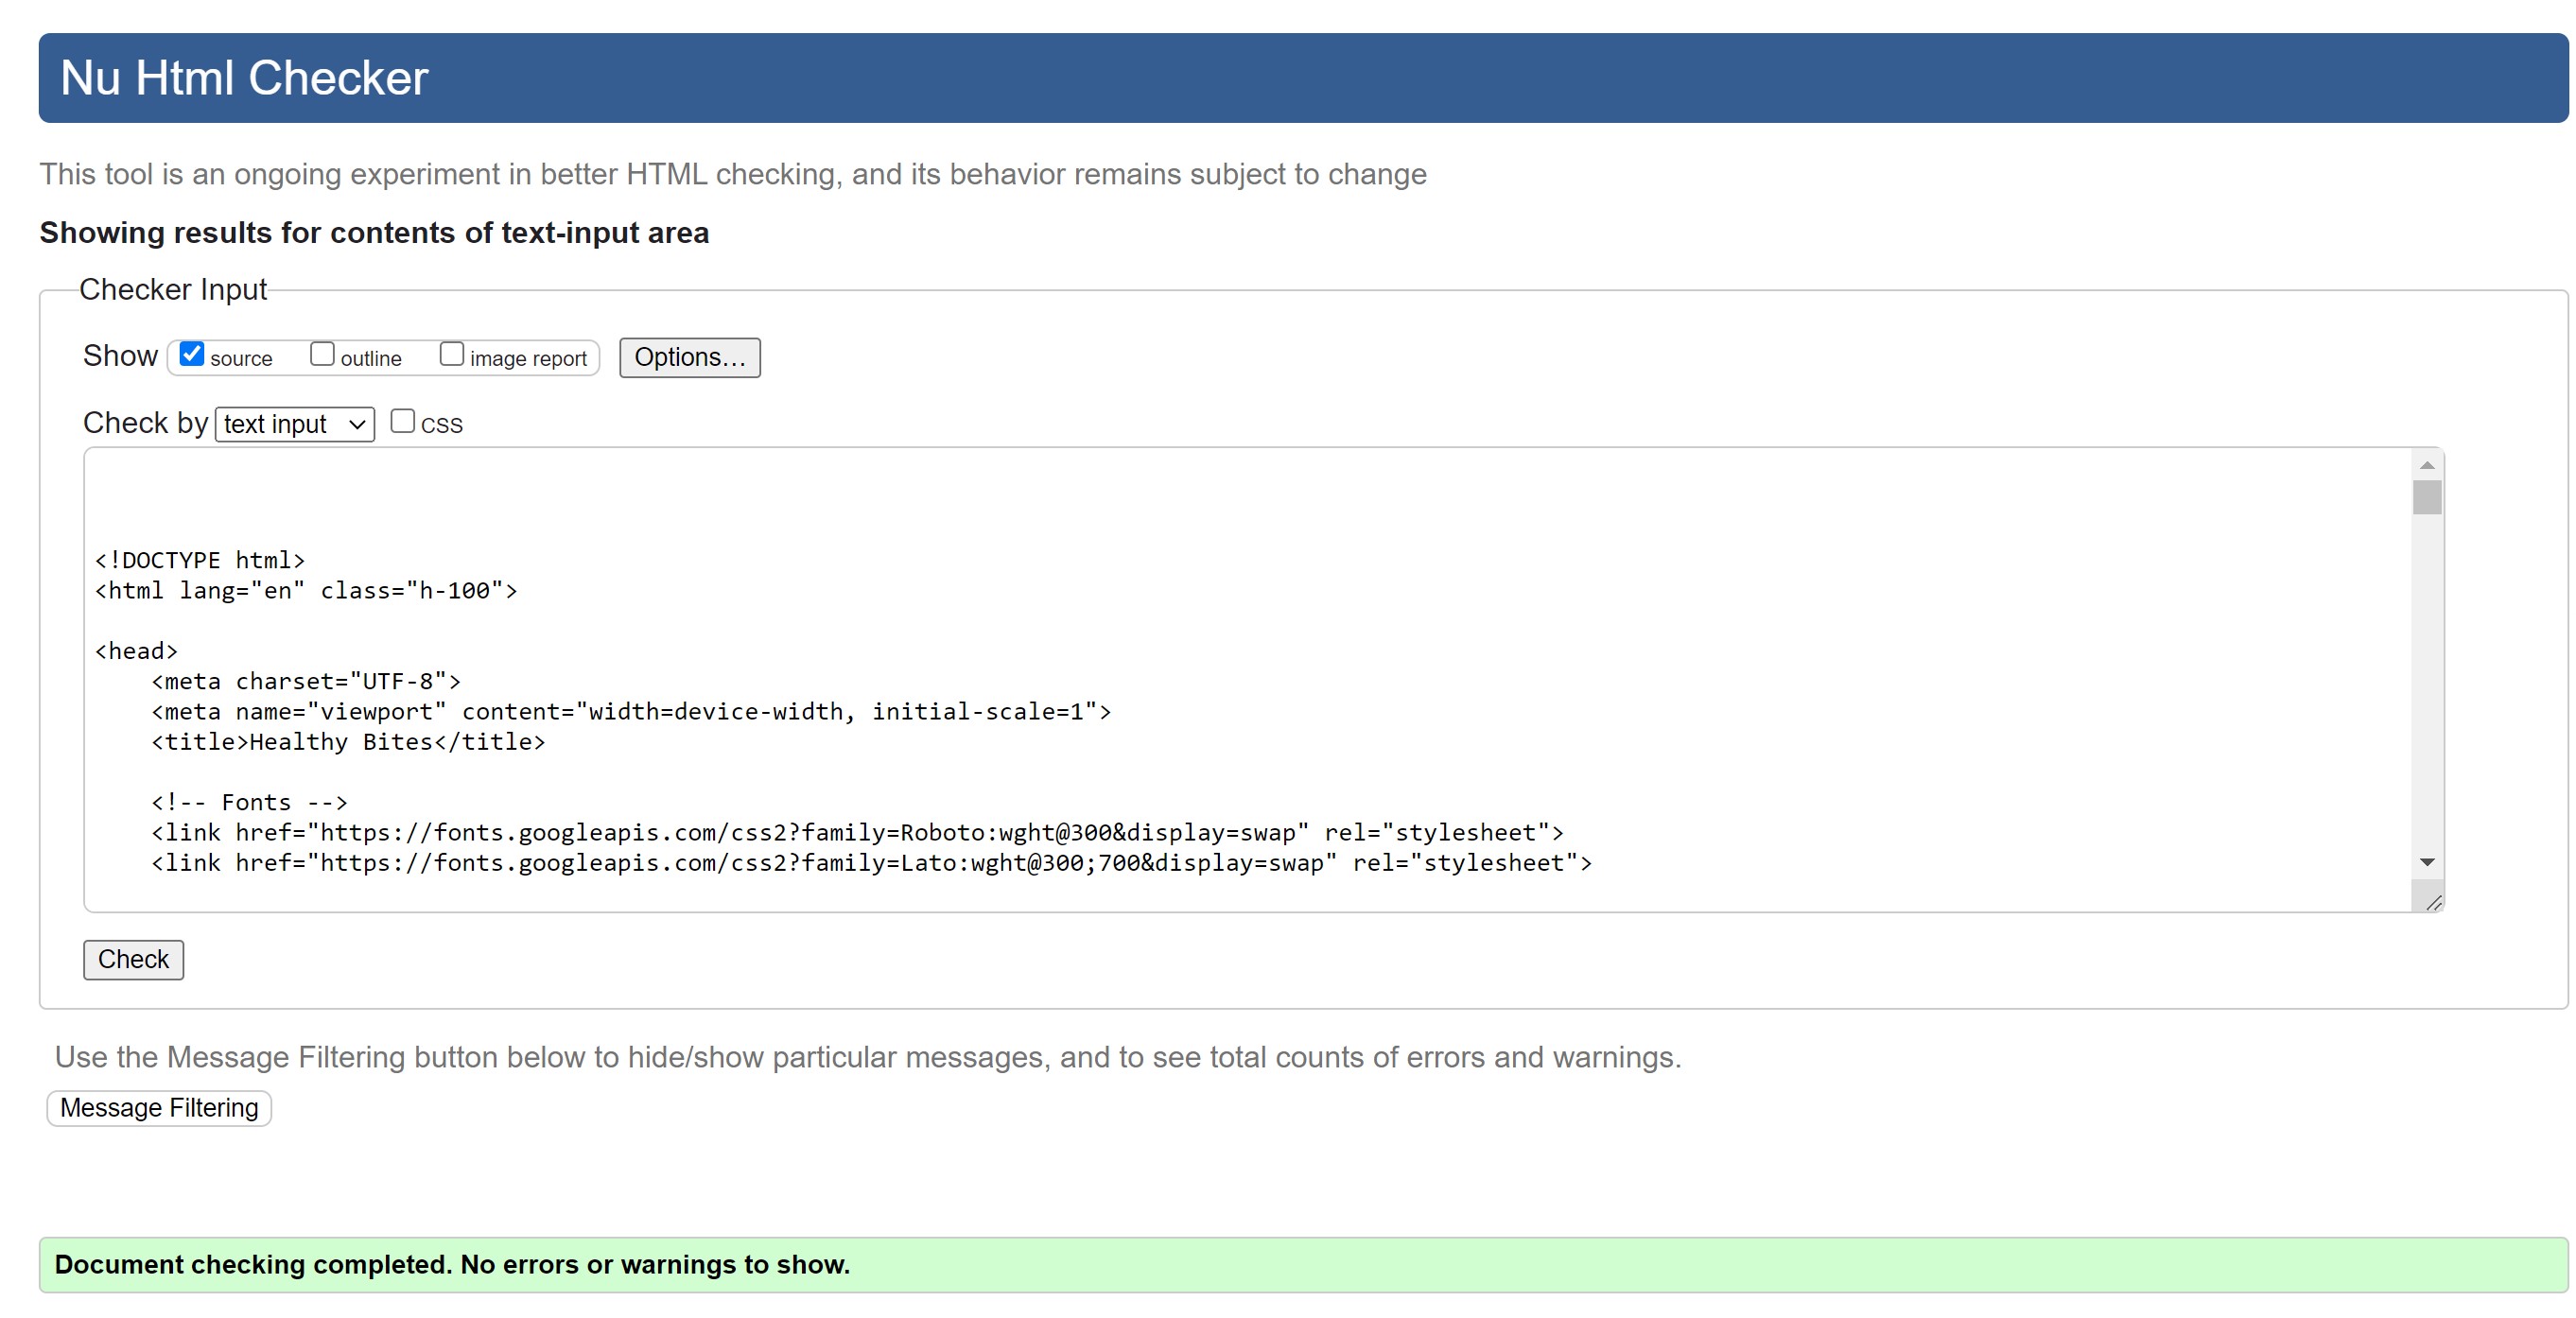 Nu Html Checker
This tool is an ongoing experiment in better HTML checking, and its behavior remains subject to change
Showing results for contents of text-input area
Checker Input
Show source outline image report Options...
Check by text input CSS
<!DOCTYPE html>
<html lang="en" class="h-100">
<head>
    <meta charset="UTF-8">
    <meta name="viewport" content="width=device-width, initial-scale=1">
    <title>Healthy Bites</title>
    <!-- Fonts -->
    <link href="https://fonts.googleapis.com/css2?family=Roboto:wght@300&display=swap" rel="stylesheet">
    <link href="https://fonts.googleapis.com/css2?family=Lato:wght@300;700&display=swap" rel="stylesheet">
Check
Use the Message Filtering button below to hide/show particular messages, and to see total counts of errors and warnings.
Message Filtering
Document checking completed. No errors or warnings to show.